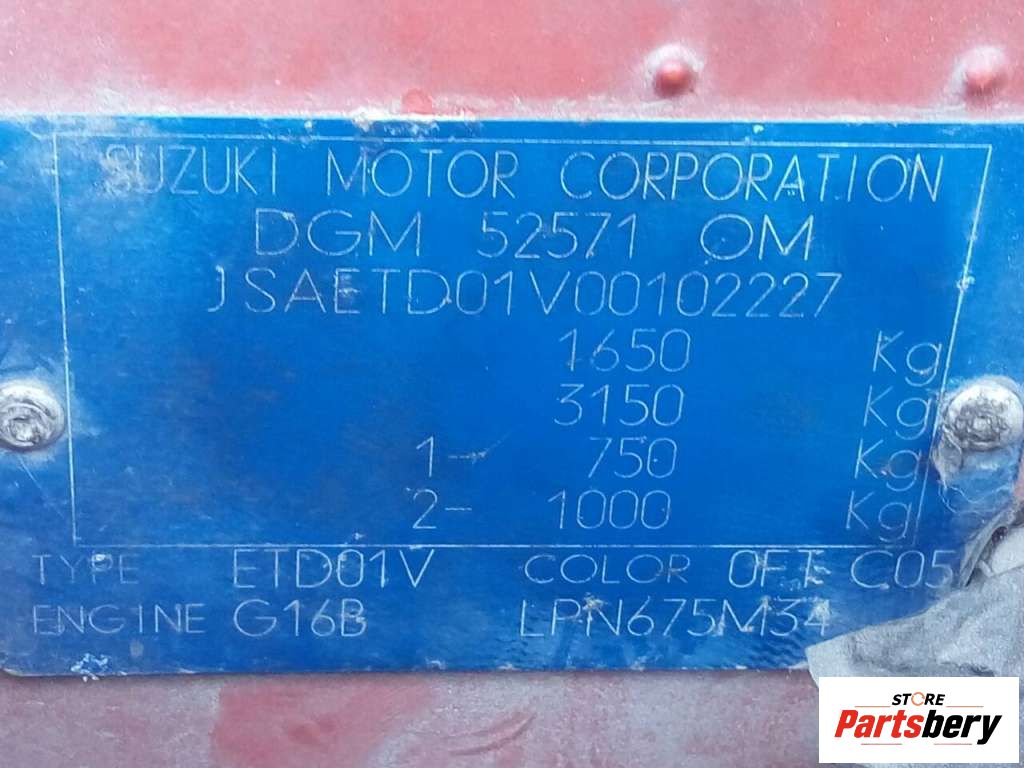 SUZUKI MOTOR CORPORATION
DGM 52571 OM
JSAETD01V00102227
1650 Kg
3150 Kg
1- 750 Kg
2- 1000 Kg
TYPE ETD01V COLOR 0FT C05
ENGINE G16B LPN675M34
STORE
Partsbery